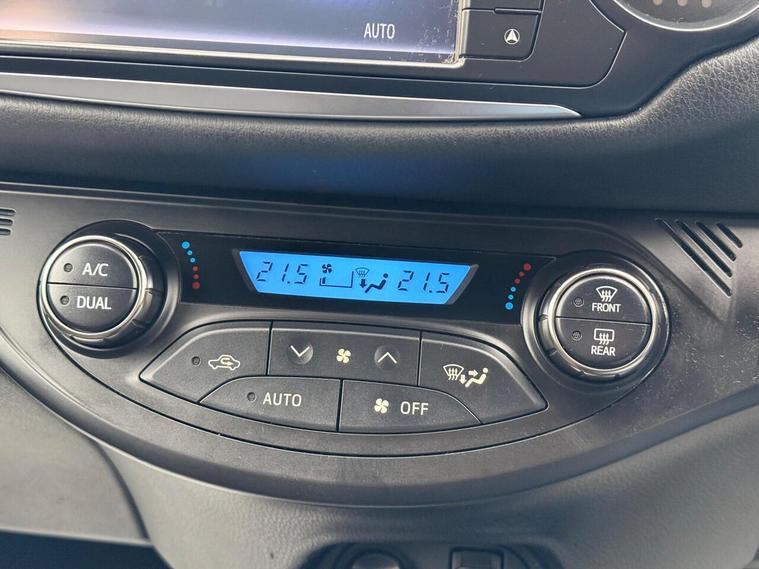 AUTO
A/C
DUAL
21.5 21.5
FRONT
REAR
AUTO
OFF